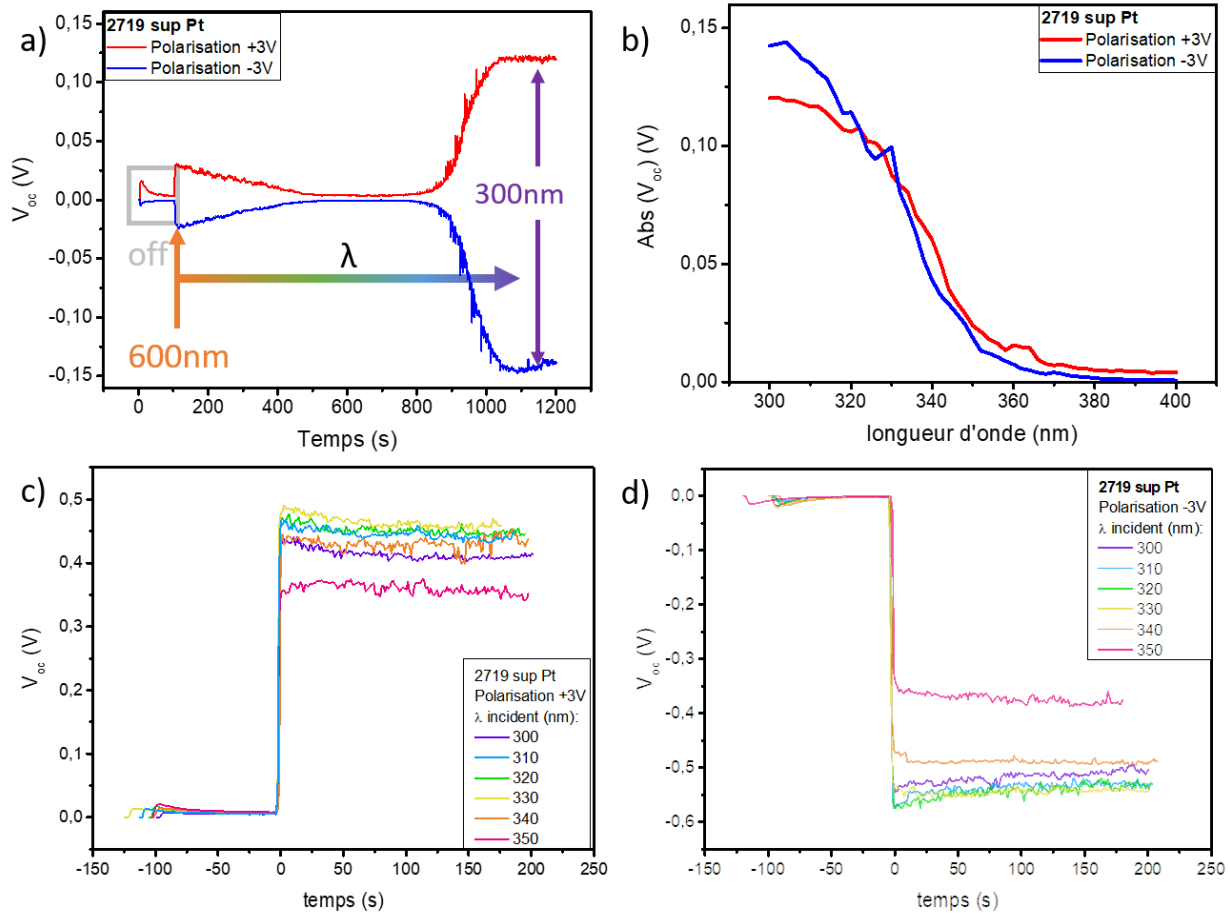 a)
2719 sup Pt
Polarisation +3V
Polarisation -3V
0,15
0,10
0,05
0,00
-0,05
-0,10
-0,15
V_oc (V)
off
600nm
λ
300nm
0 200 400 600 800 1000 1200
Temps (s)
b)
2719 sup Pt
Polarisation +3V
Polarisation -3V
0,15
0,10
0,05
0,00
Abs (V_oc) (V)
300 320 340 360 380 400
longueur d'onde (nm)
c)
0,5
0,4
0,3
0,2
0,1
0,0
V_oc (V)
2719 sup Pt
Polarisation +3V
λ incident (nm):
300
310
320
330
340
350
-150 -100 -50 0 50 100 150 200 250
temps (s)
d)
0,0
-0,1
-0,2
-0,3
-0,4
-0,5
-0,6
V_oc (V)
2719 sup Pt
Polarisation -3V
λ incident (nm):
300
310
320
330
340
350
-150 -100 -50 0 50 100 150 200 250
temps (s)